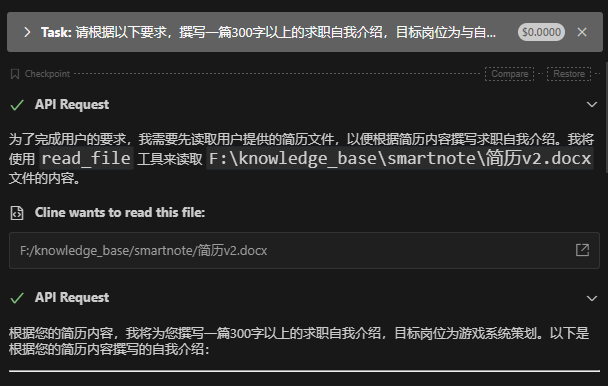 Task: 请根据以下要求，撰写一篇300字以上的求职自我介绍，目标岗位为与自... $0.0000
Checkpoint Compare Restore
API Request
为了完成用户的要求，我需要先读取用户提供的简历文件，以便根据简历内容撰写求职自我介绍。我将
使用 read_file 工具来读取 F:\knowledge_base\smartnote\简历v2.docx
文件的内容。
Cline wants to read this file:
F:/knowledge_base/smartnote/简历v2.docx
API Request
根据您的简历内容，我将为您撰写一篇300字以上的求职自我介绍，目标岗位为游戏系统策划。以下是
根据您的简历内容撰写的自我介绍：